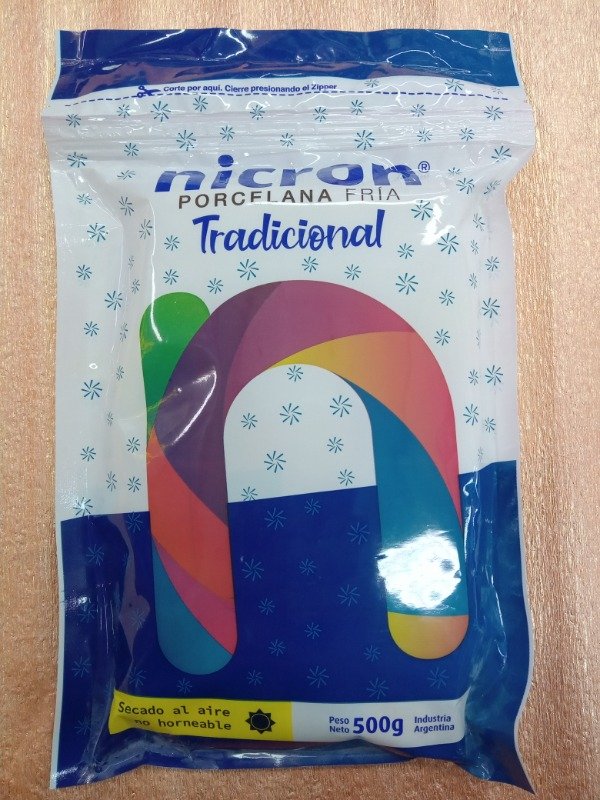 Corte por aquí. Cierre presionando el Zipper
nicron®
PORCELANA FRÍA
Tradicional
Secado al aire
no horneable
Peso
Neto 500g
Industria
Argentina